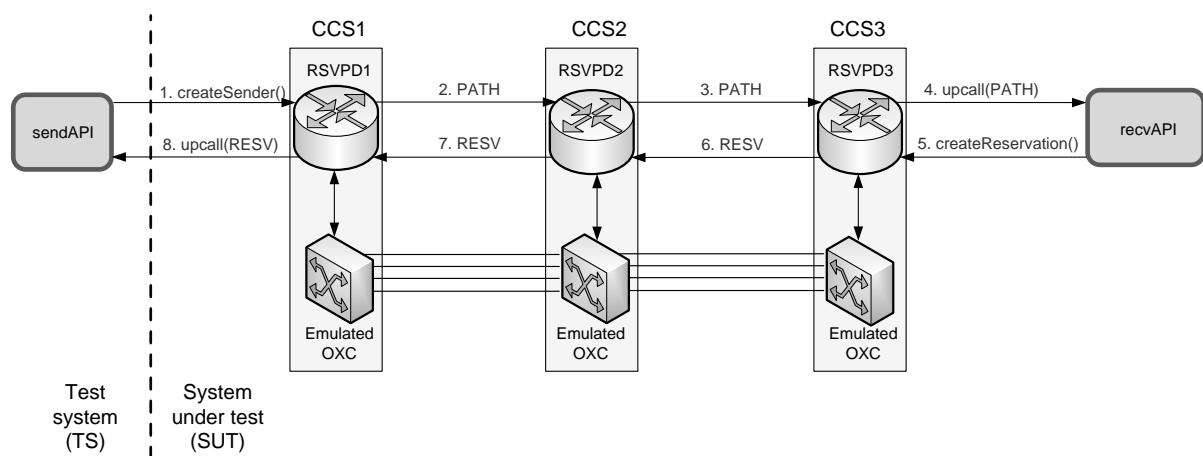 CCS1
CCS2
CCS3
RSVPD1
RSVPD2
RSVPD3
sendAPI
1. createSender()
2. PATH
3. PATH
4. upcall(PATH)
recvAPI
8. upcall(RESV)
7. RESV
6. RESV
5. createReservation()
Emulated
OXC
Emulated
OXC
Emulated
OXC
Test
system
(TS)
System
under test
(SUT)